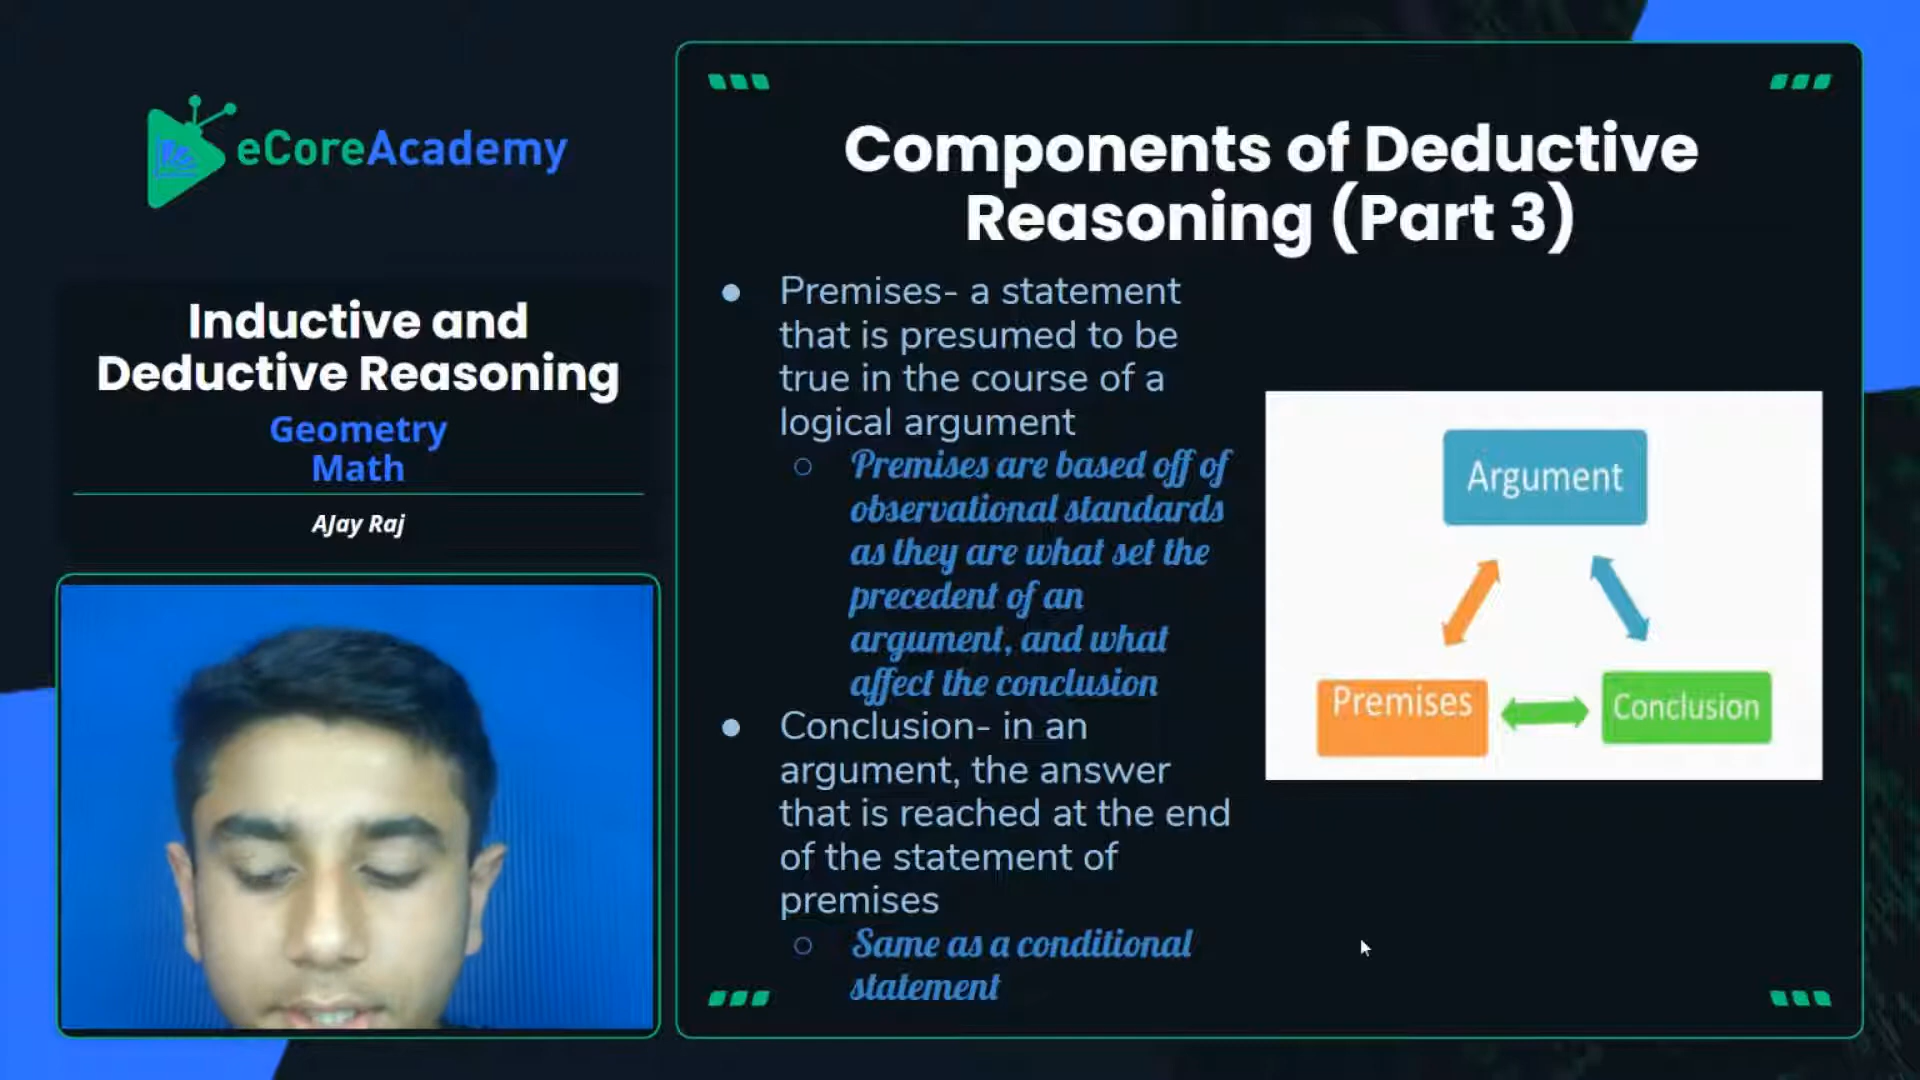 eCoreAcademy
Inductive and
Deductive Reasoning
Geometry
Math
AJay Raj
Components of Deductive
Reasoning (Part 3)
Premises- a statement
that is presumed to be
true in the course of a
logical argument
Premises are based off of
observational standards
as they are what set the
precedent of an
argument, and what
affect the conclusion
Conclusion- in an
argument, the answer
that is reached at the end
of the statement of
premises
Same as a conditional
statement
Argument
Premises
Conclusion